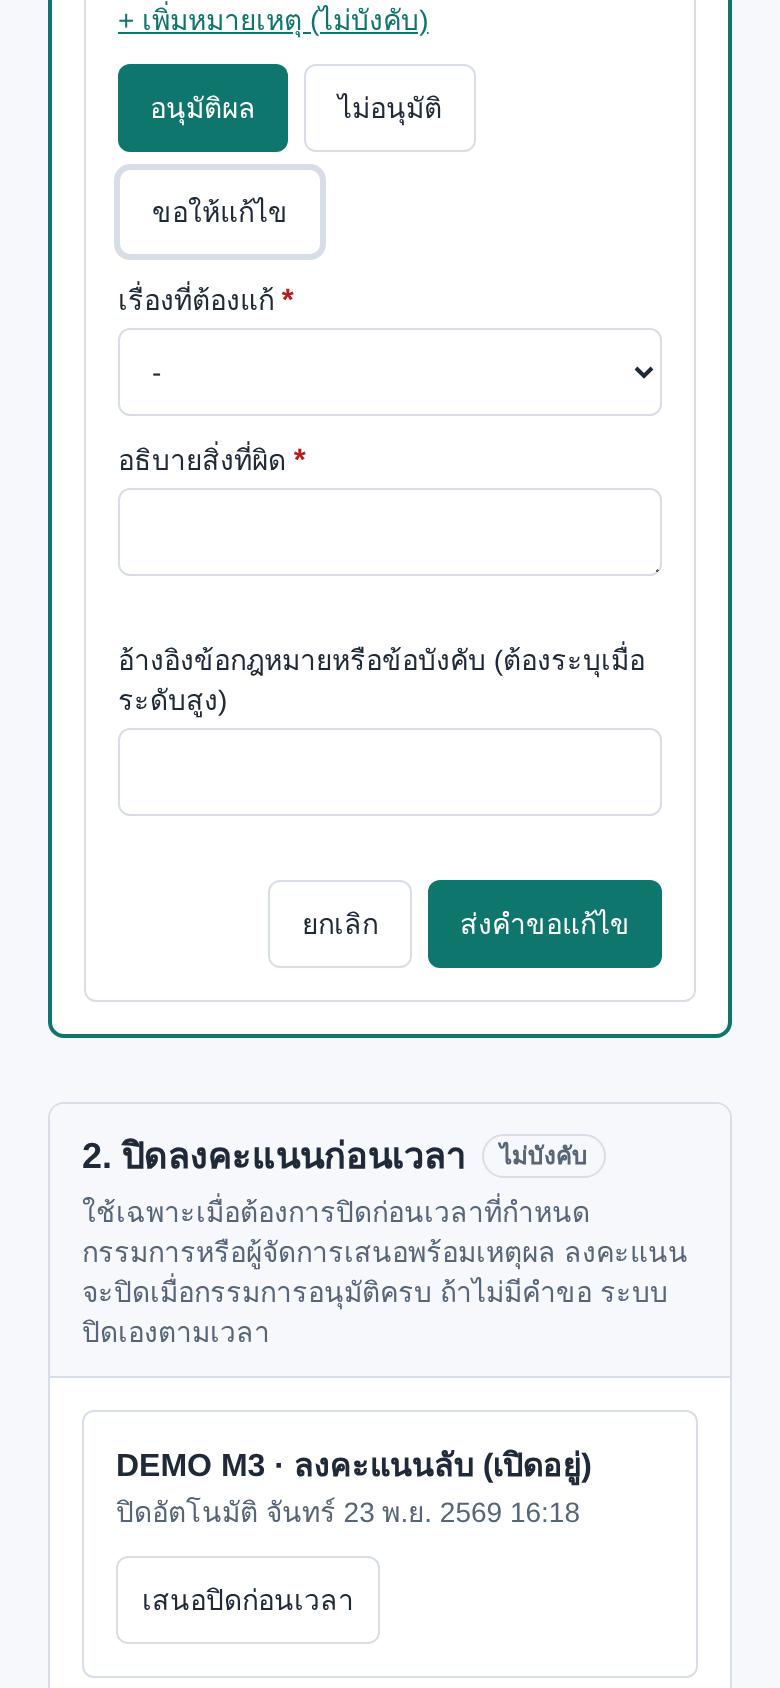 + เพิ่มหมายเหตุ (ไม่บังคับ)
อนุมัติผล
ไม่อนุมัติ
ขอให้แก้ไข
เรื่องที่ต้องแก้ *
-
อธิบายสิ่งที่ผิด *
อ้างอิงข้อกฎหมายหรือข้อบังคับ (ต้องระบุเมื่อ
ระดับสูง)
ยกเลิก
ส่งคำขอแก้ไข
2. ปิดลงคะแนนก่อนเวลา
ไม่บังคับ
ใช้เฉพาะเมื่อต้องการปิดก่อนเวลาที่กำหนด
กรรมการหรือผู้จัดการเสนอพร้อมเหตุผล ลงคะแนน
จะปิดเมื่อกรรมการอนุมัติครบ ถ้าไม่มีคำขอ ระบบ
ปิดเองตามเวลา
DEMO M3 · ลงคะแนนลับ (เปิดอยู่)
ปิดอัตโนมัติ จันทร์ 23 พ.ย. 2569 16:18
เสนอปิดก่อนเวลา